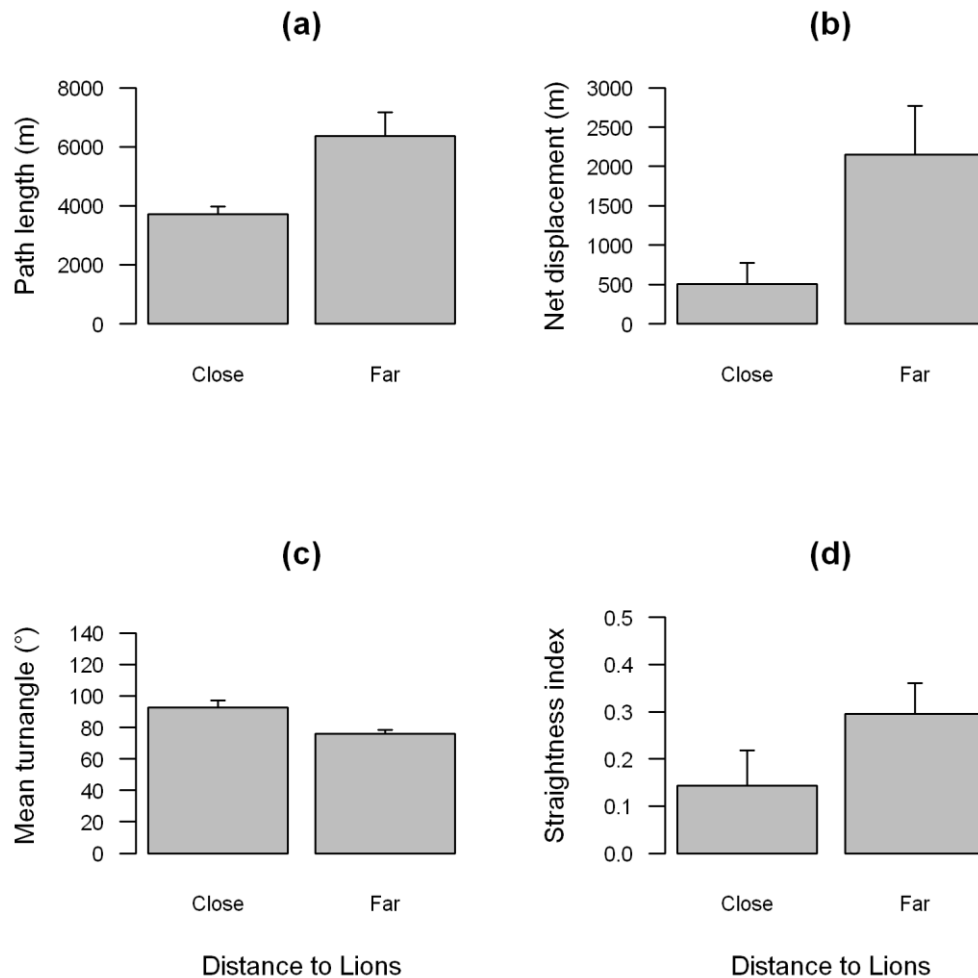 (a)
Path length (m)
8000
6000
4000
2000
0
Close Far
(b)
Net displacement (m)
3000
2500
2000
1500
1000
500
0
Close Far
(c)
Mean turnangle (°)
140
120
100
80
60
40
20
0
Close Far
Distance to Lions
(d)
Straightness index
0.5
0.4
0.3
0.2
0.1
0.0
Close Far
Distance to Lions